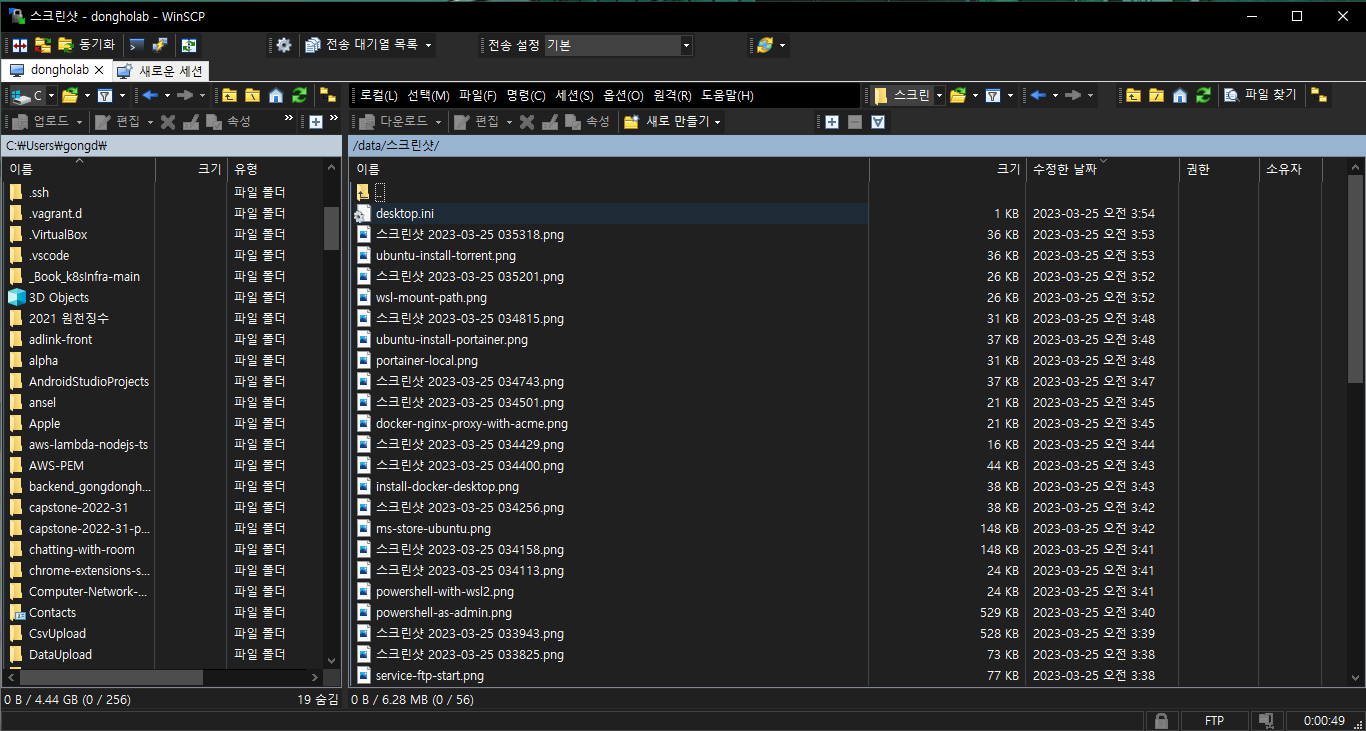 스크린샷 - dongholab - WinSCP
동기화 전송 대기열 목록 전송 설정 기본
dongholab 새로운 세션
C 로컬(L) 선택(M) 파일(F) 명령(C) 세션(S) 옵션(O) 원격(R) 도움말(H) 스크린 파일 찾기
업로드 편집 속성 » » 다운로드 편집 속성 새로 만들기
C:₩Users₩gongd₩ /data/스크린샷/
이름 크기 유형 이름 크기 수정한 날짜 권한 소유자
.ssh 파일 폴더 ..
.vagrant.d 파일 폴더 desktop.ini 1 KB 2023-03-25 오전 3:54
.VirtualBox 파일 폴더 스크린샷 2023-03-25 035318.png 36 KB 2023-03-25 오전 3:53
.vscode 파일 폴더 ubuntu-install-torrent.png 36 KB 2023-03-25 오전 3:53
_Book_k8sInfra-main 파일 폴더 스크린샷 2023-03-25 035201.png 26 KB 2023-03-25 오전 3:52
3D Objects 파일 폴더 wsl-mount-path.png 26 KB 2023-03-25 오전 3:52
2021 원천징수 파일 폴더 스크린샷 2023-03-25 034815.png 31 KB 2023-03-25 오전 3:48
adlink-front 파일 폴더 ubuntu-install-portainer.png 37 KB 2023-03-25 오전 3:48
alpha 파일 폴더 portainer-local.png 31 KB 2023-03-25 오전 3:48
AndroidStudioProjects 파일 폴더 스크린샷 2023-03-25 034743.png 37 KB 2023-03-25 오전 3:47
ansel 파일 폴더 스크린샷 2023-03-25 034501.png 21 KB 2023-03-25 오전 3:45
Apple 파일 폴더 docker-nginx-proxy-with-acme.png 21 KB 2023-03-25 오전 3:45
aws-lambda-nodejs-ts 파일 폴더 스크린샷 2023-03-25 034429.png 16 KB 2023-03-25 오전 3:44
AWS-PEM 파일 폴더 스크린샷 2023-03-25 034400.png 44 KB 2023-03-25 오전 3:43
backend_gongdongh... 파일 폴더 install-docker-desktop.png 38 KB 2023-03-25 오전 3:43
capstone-2022-31 파일 폴더 스크린샷 2023-03-25 034256.png 38 KB 2023-03-25 오전 3:42
capstone-2022-31-p... 파일 폴더 ms-store-ubuntu.png 148 KB 2023-03-25 오전 3:42
chatting-with-room 파일 폴더 스크린샷 2023-03-25 034158.png 148 KB 2023-03-25 오전 3:41
chrome-extensions-s... 파일 폴더 스크린샷 2023-03-25 034113.png 24 KB 2023-03-25 오전 3:41
Computer-Network-... 파일 폴더 powershell-with-wsl2.png 24 KB 2023-03-25 오전 3:41
Contacts 파일 폴더 powershell-as-admin.png 529 KB 2023-03-25 오전 3:40
CsvUpload 파일 폴더 스크린샷 2023-03-25 033943.png 528 KB 2023-03-25 오전 3:39
DataUpload 파일 폴더 스크린샷 2023-03-25 033825.png 73 KB 2023-03-25 오전 3:38
service-ftp-start.png 77 KB 2023-03-25 오전 3:38
0 B / 4.44 GB (0 / 256) 19 숨김 0 B / 6.28 MB (0 / 56)
FTP 0:00:49